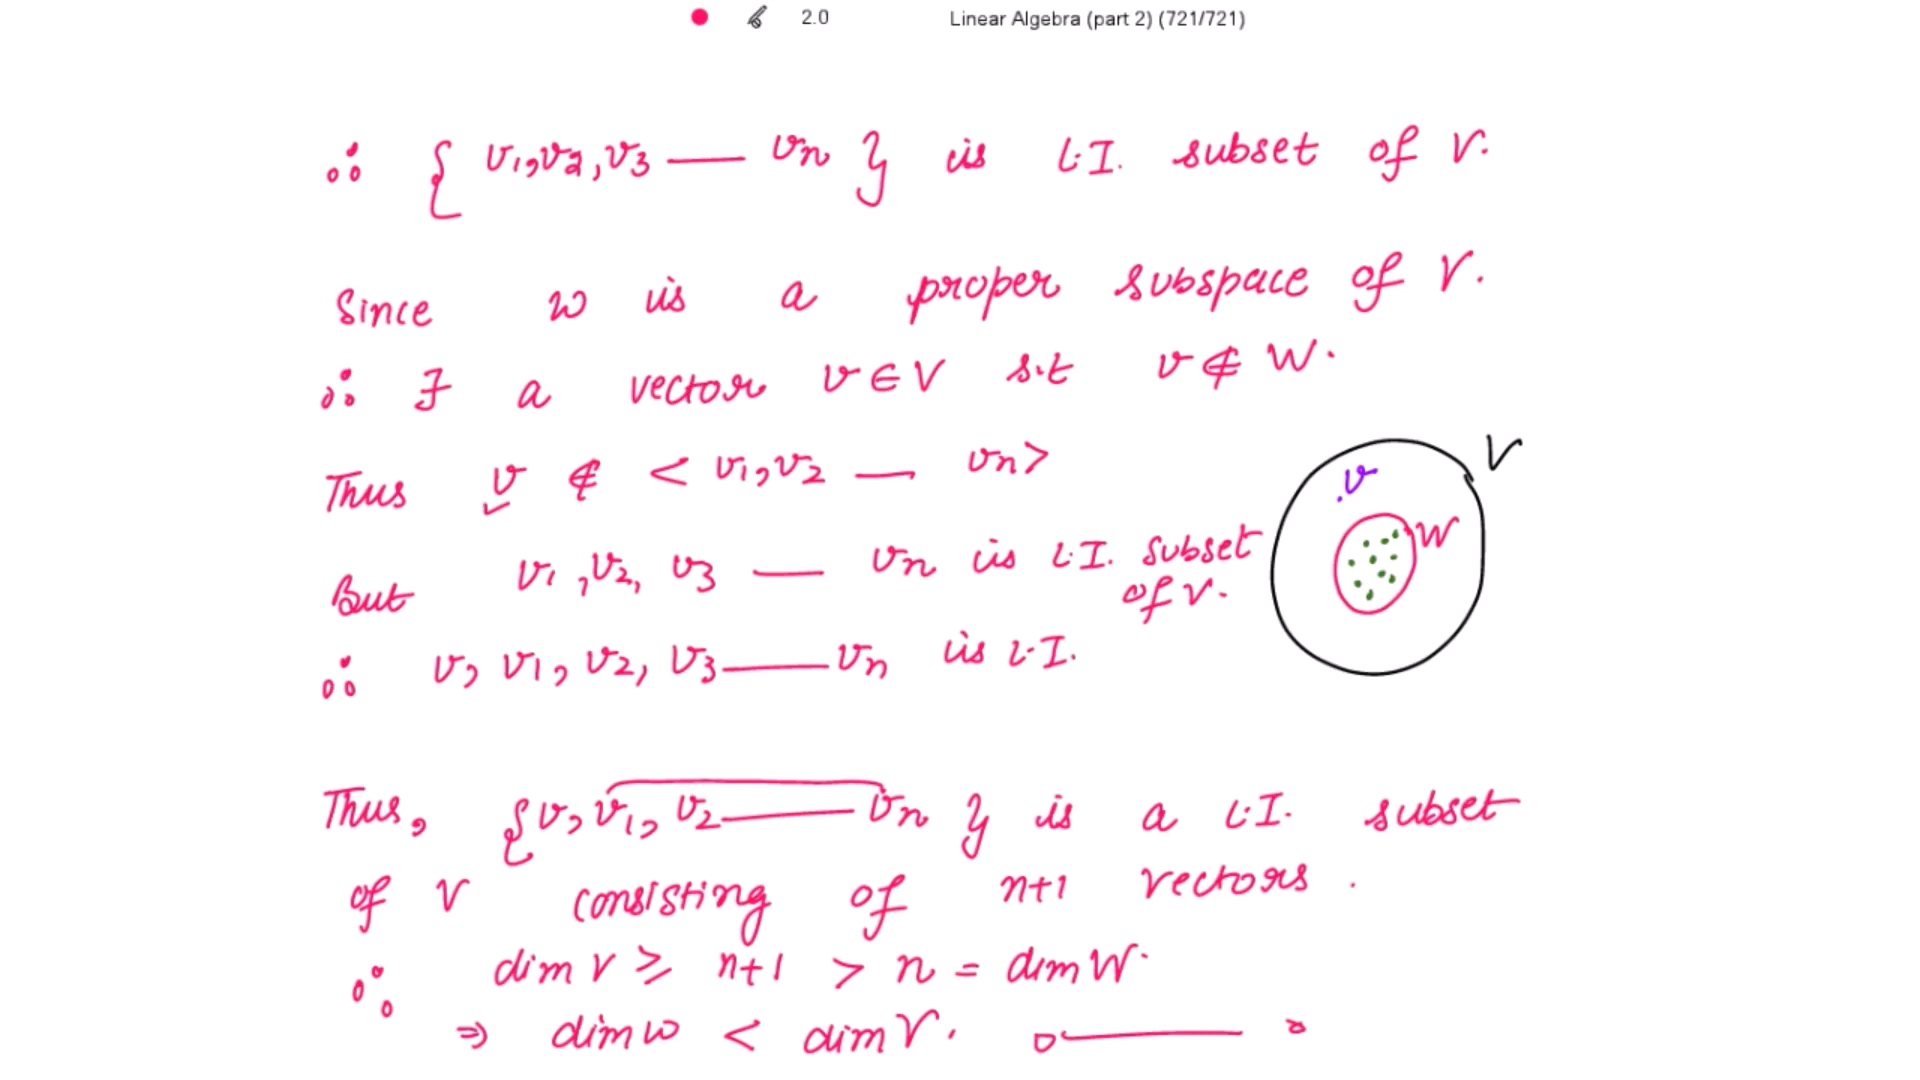 2.0 Linear Algebra (part 2) (721/721)
∴ { v1,v2,v3 — vn } is L.I. subset of V.
Since W is a proper subspace of V.
∴ ∃ a vector v ∈ V s.t v ∉ W.
Thus v ∉ < v1,v2 — vn>
But v1,v2, v3 — vn is L.I. subset of V.
∴ v, v1, v2, v3 — vn is L.I.
V
.v
W
Thus, {v, v1, v2 — vn } is a L.I. subset
of V consisting of n+1 vectors.
∴ dim V ≥ n+1 > n = dim W.
⇒ dim W < dim V.